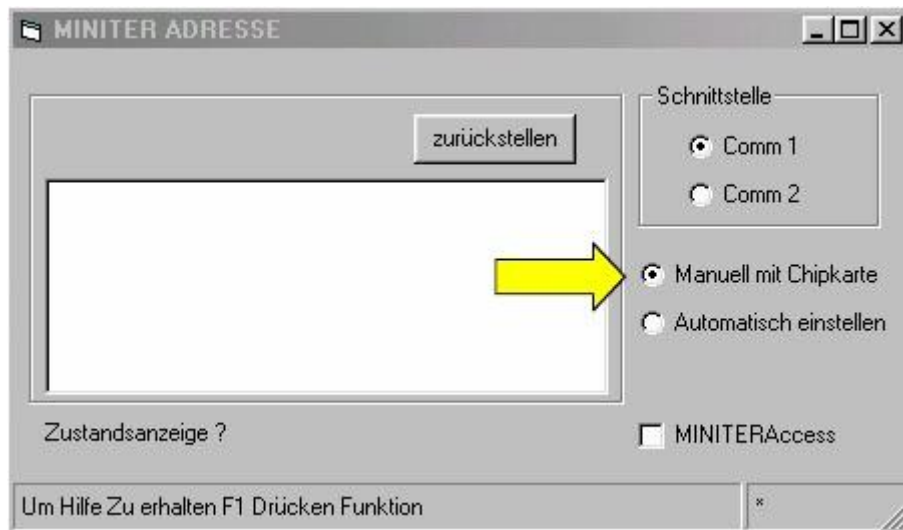 MINITER ADRESSE
zurückstellen
Schnittstelle
Comm 1
Comm 2
Manuell mit Chipkarte
Automatisch einstellen
Zustandsanzeige ?
MINITERAccess
Um Hilfe Zu erhalten F1 Drücken Funktion
*